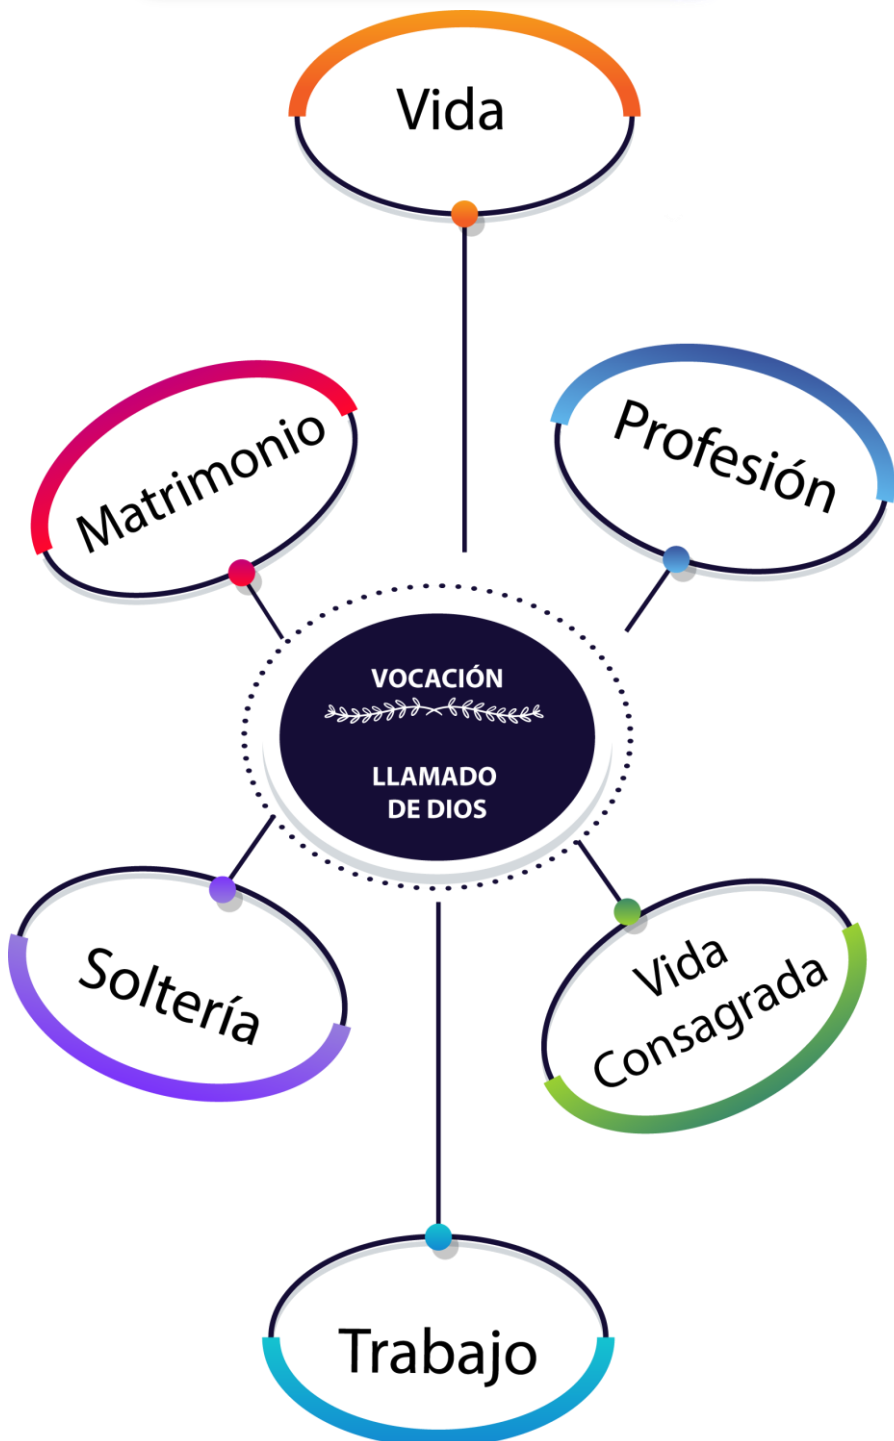 Vida
Matrimonio
Profesión
VOCACIÓN
LLAMADO
DE DIOS
Soltería
Vida
Consagrada
Trabajo